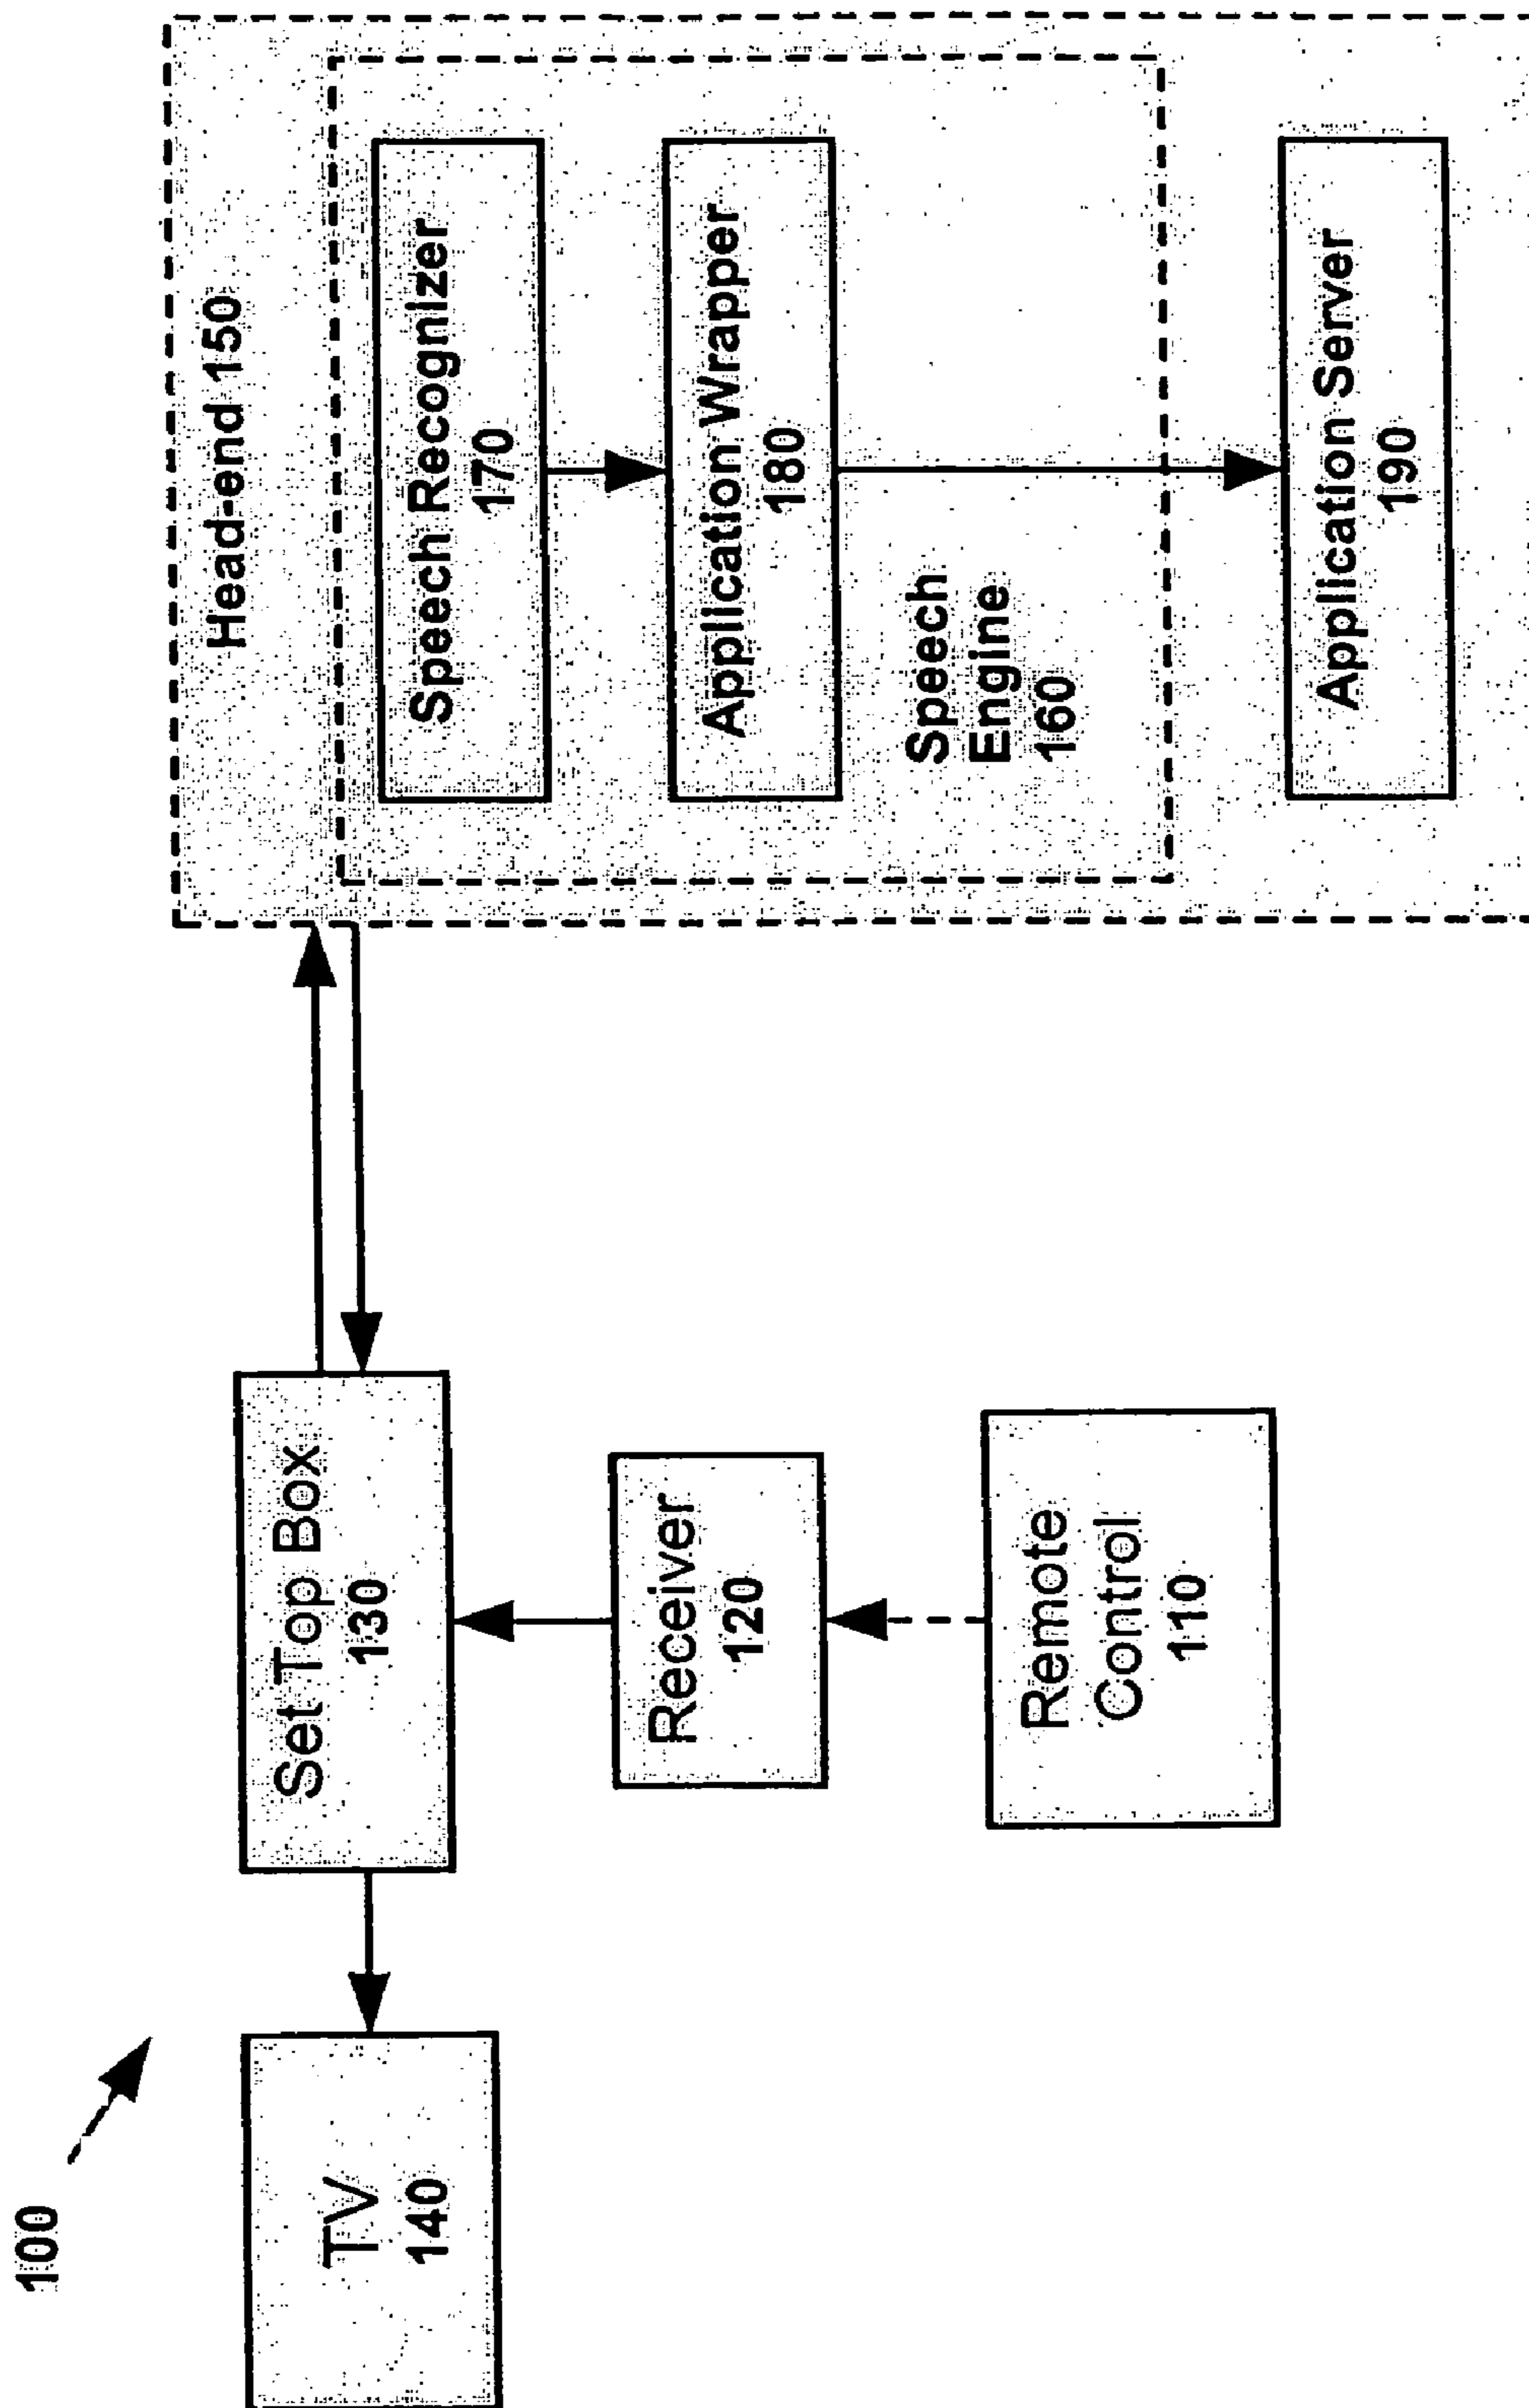 100
TV
140
Set Top Box
130
Receiver
120
Remote
Control
110
Head-end 150
Speech Recognizer
170
Application Wrapper
180
Speech
Engine
160
Application Server
190